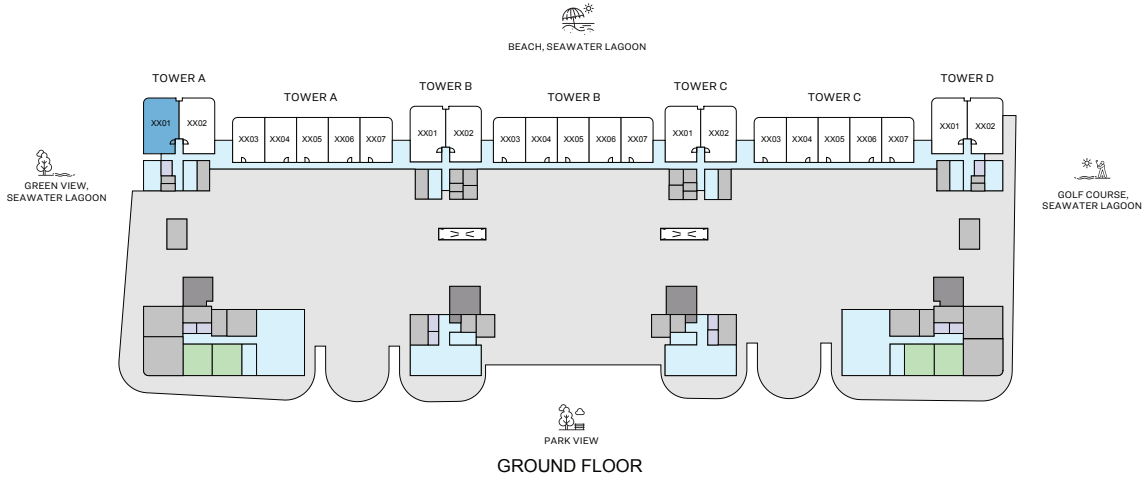 BEACH, SEAWATER LAGOON
TOWER A
TOWER A
TOWER B
TOWER B
TOWER C
TOWER C
TOWER D
XX01
XX02
XX03
XX04
XX05
XX06
XX07
XX01
XX02
XX03
XX04
XX05
XX06
XX07
XX01
XX02
XX03
XX04
XX05
XX06
XX07
XX01
XX02
GREEN VIEW,
SEAWATER LAGOON
GOLF COURSE,
SEAWATER LAGOON
PARK VIEW
GROUND FLOOR